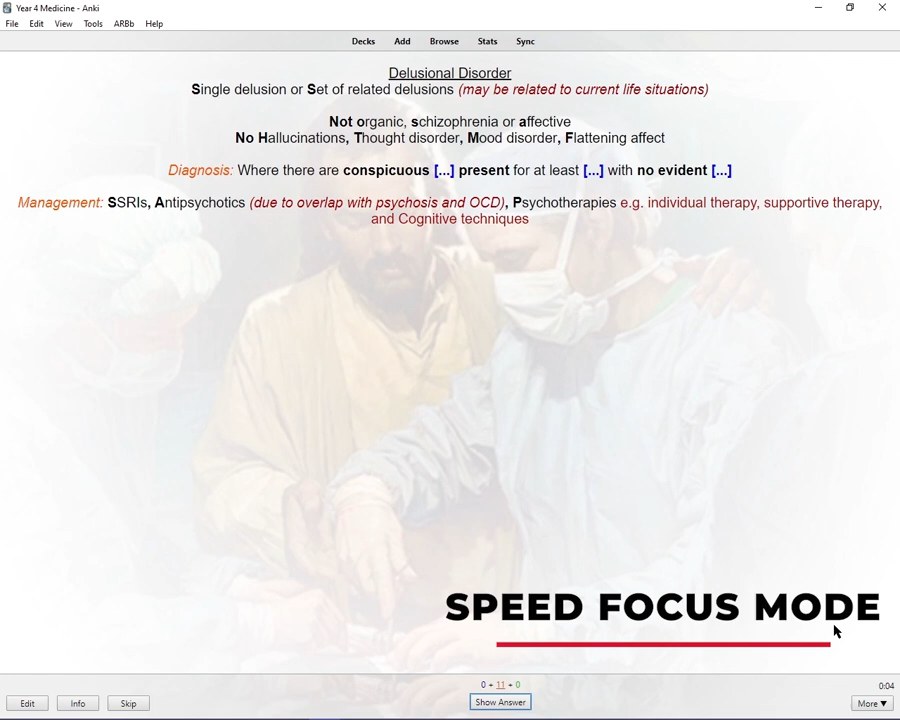 Year 4 Medicine - Anki
File Edit View Tools ARBb Help
Decks Add Browse Stats Sync
Delusional Disorder
Single delusion or Set of related delusions (may be related to current life situations)
Not organic, schizophrenia or affective
No Hallucinations, Thought disorder, Mood disorder, Flattening affect
Diagnosis: Where there are conspicuous [...] present for at least [...] with no evident [...]
Management: SSRIs, Antipsychotics (due to overlap with psychosis and OCD), Psychotherapies e.g. individual therapy, supportive therapy,
and Cognitive techniques
SPEED FOCUS MODE
0 + 11 + 0
0:04
Edit Info Skip Show Answer More ▼